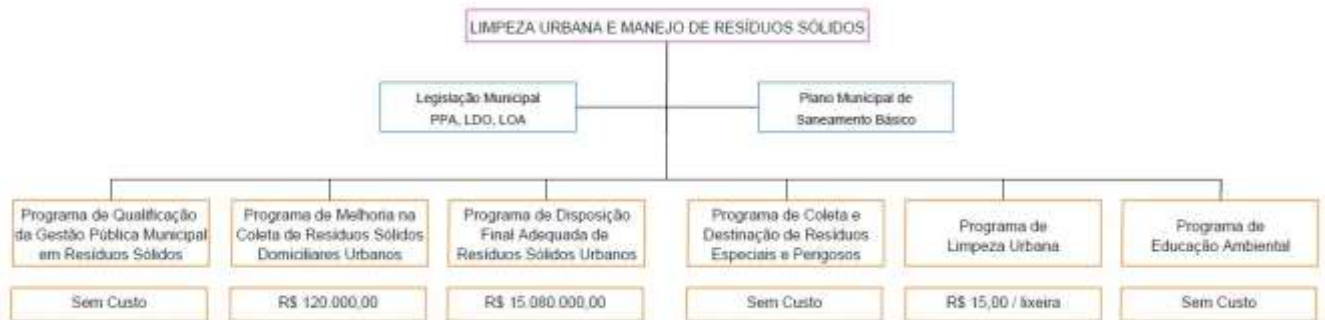 LIMPEZA URBANA E MANEJO DE RESÍDUOS SÓLIDOS
Legislação Municipal
PPA, LDO, LOA
Plano Municipal de
Saneamento Básico
Programa de Qualificação
da Gestão Pública Municipal
em Resíduos Sólidos
Programa de Melhoria na
Coleta de Resíduos Sólidos
Domiciliares Urbanos
Programa de Disposição
Final Adequada de
Resíduos Sólidos Urbanos
Programa de Coleta e
Destinação de Resíduos
Especiais e Perigosos
Programa de
Limpeza Urbana
Programa de
Educação Ambiental
Sem Custo
R$ 120.000,00
R$ 15.080.000,00
Sem Custo
R$ 15,00 / lixeira
Sem Custo